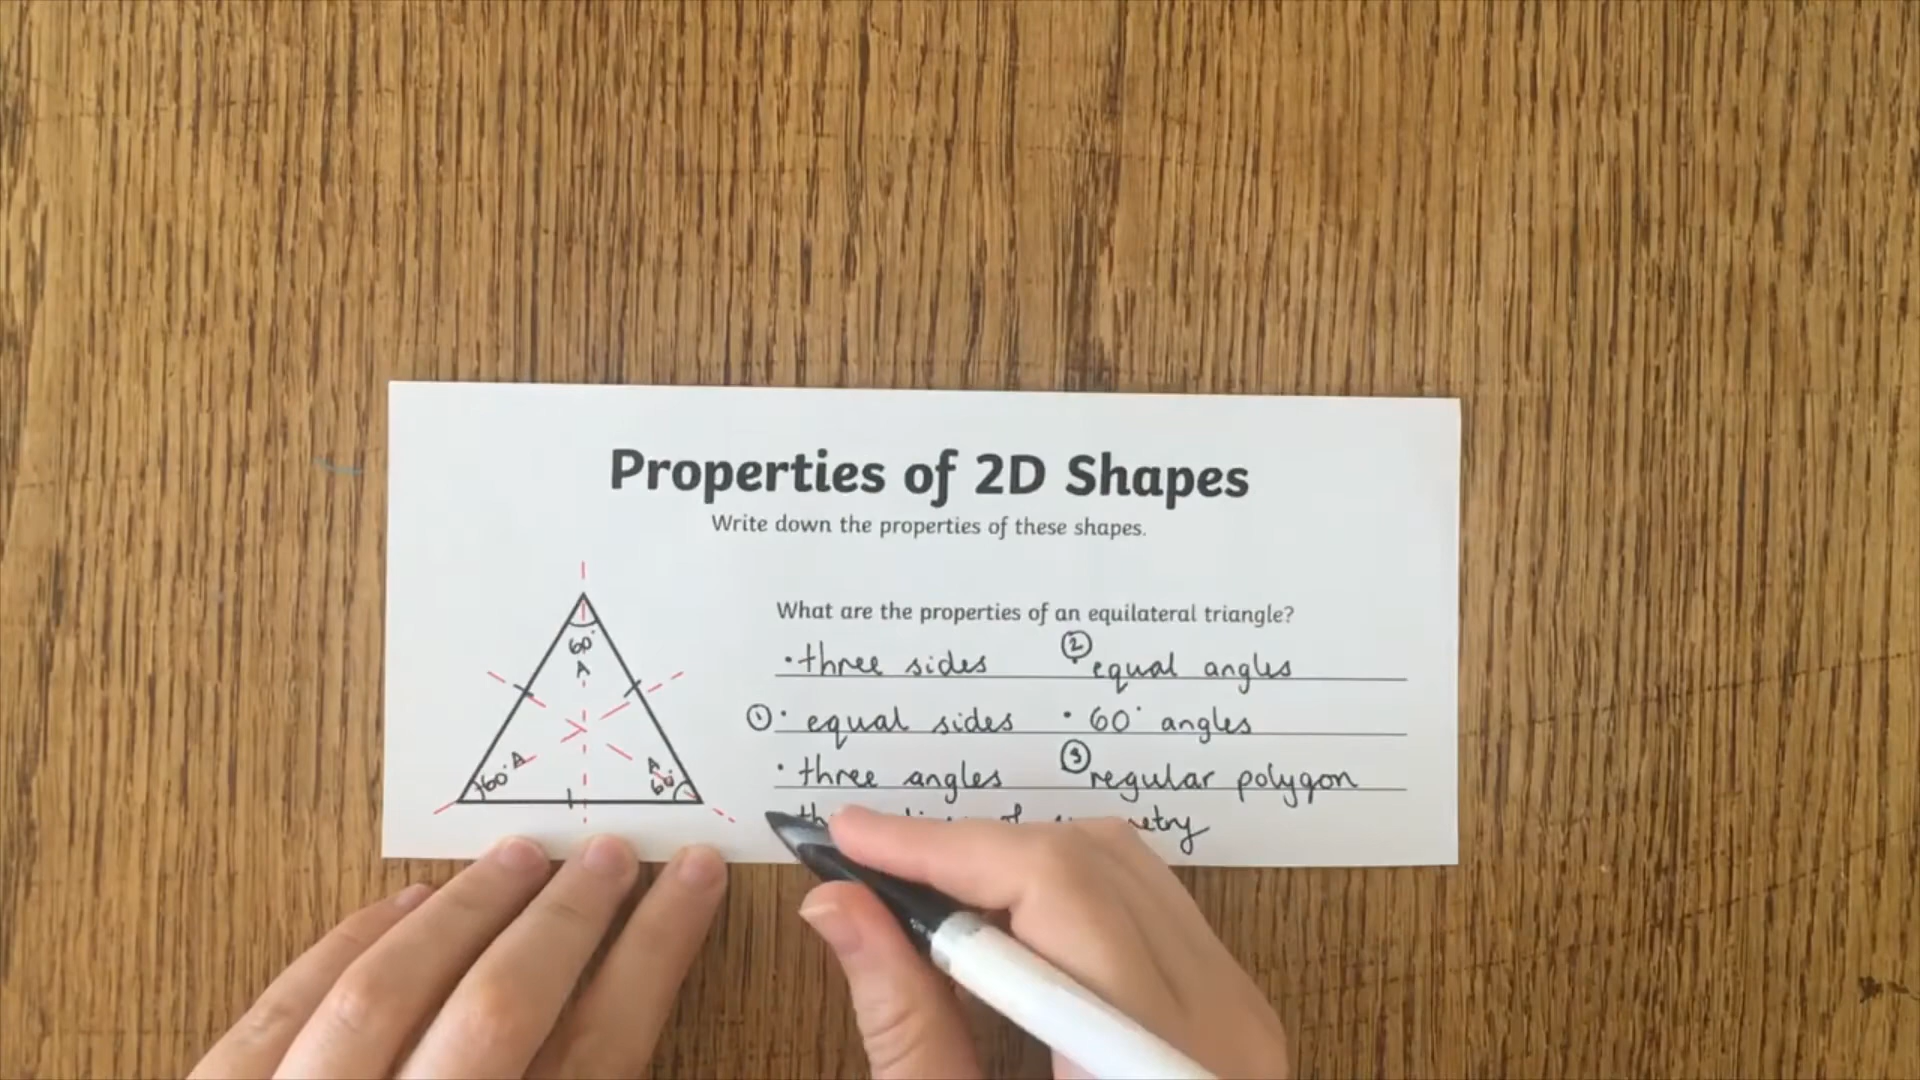 Properties of 2D Shapes
Write down the properties of these shapes.
What are the properties of an equilateral triangle?
• three sides
② equal angles
① • equal sides
• 60° angles
• three angles
③ regular polygon
60°
A
60° A
A
60°